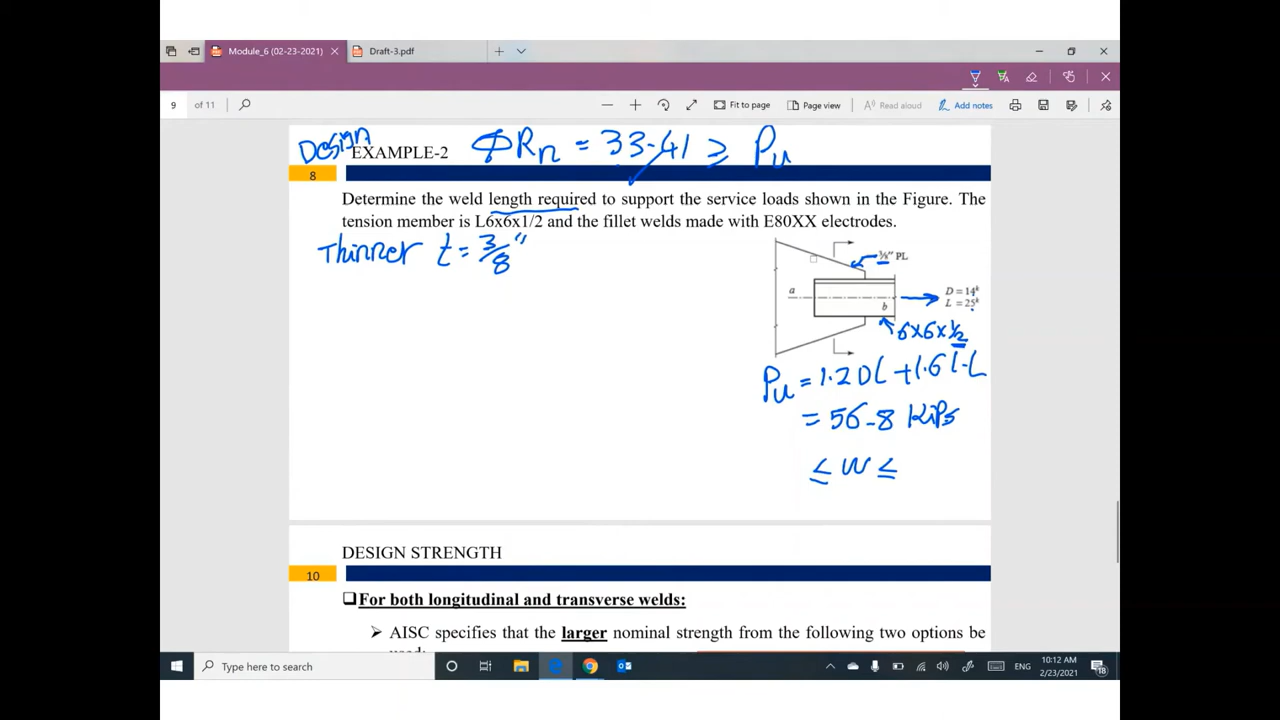 Module_6 (02-23-2021)
Draft-3.pdf
9 of 11
Fit to page
Page view
Read aloud
Add notes
Design
EXAMPLE-2
ΦRn = 33.41 ≥ Pu
8
Determine the weld length required to support the service loads shown in the Figure. The
tension member is L6x6x1/2 and the fillet welds made with E80XX electrodes.
Thinner t = 3/8"
3/8" PL
a
b
D = 14k
L = 25k
6x6x1/2
Pu = 1.2DL + 1.6L.L
= 56.8 Kips
≤ w ≤
DESIGN STRENGTH
10
For both longitudinal and transverse welds:
AISC specifies that the larger nominal strength from the following two options be
used:
Type here to search
ENG
10:12 AM
2/23/2021
18